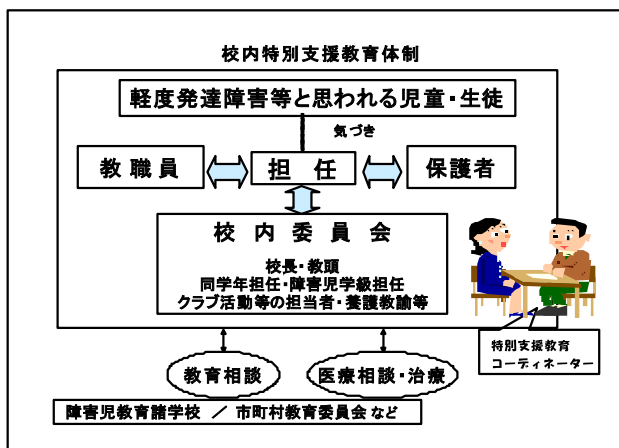 校内特別支援教育体制
軽度発達障害等と思われる児童・生徒
気づき
教職員
担任
保護者
校内委員会
校長・教頭
同学年担任・障害児学級担任
クラブ活動等の担当者・養護教諭等
特別支援教育
コーディネーター
教育相談
医療相談・治療
障害児教育諸学校 ／ 市町村教育委員会など